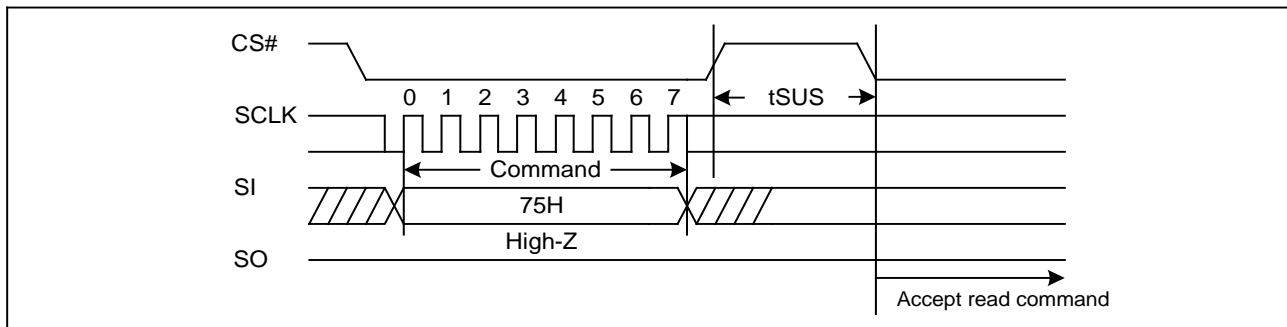 CS#
tSUS
0 1 2 3 4 5 6 7
SCLK
Command
SI
75H
High-Z
SO
Accept read command